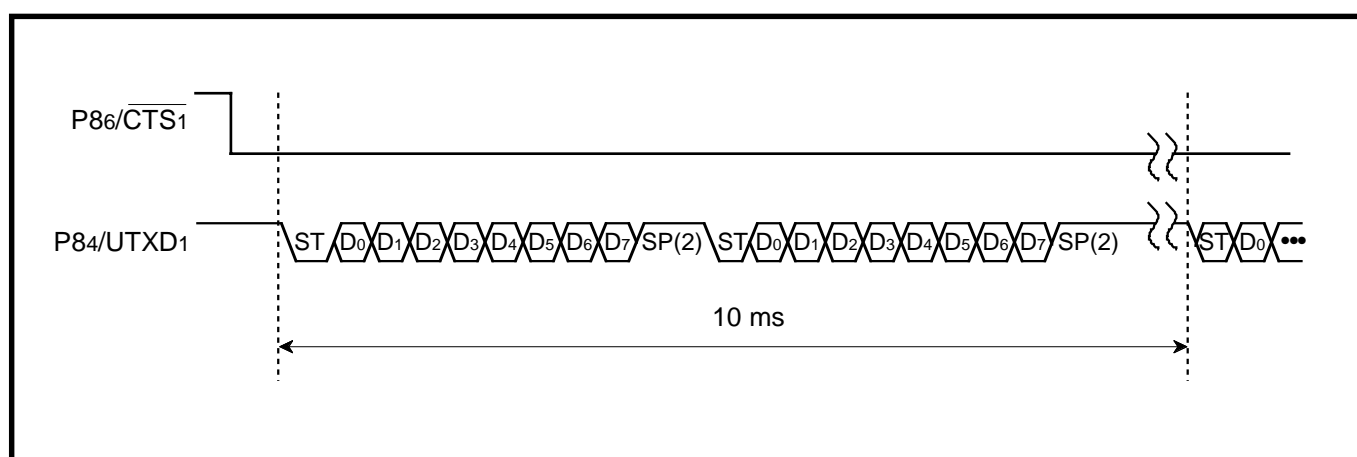 P86/CTS1
P84/UTXD1
ST D0 D1 D2 D3 D4 D5 D6 D7 SP(2) ST D0 D1 D2 D3 D4 D5 D6 D7 SP(2) ST D0 •••
10 ms